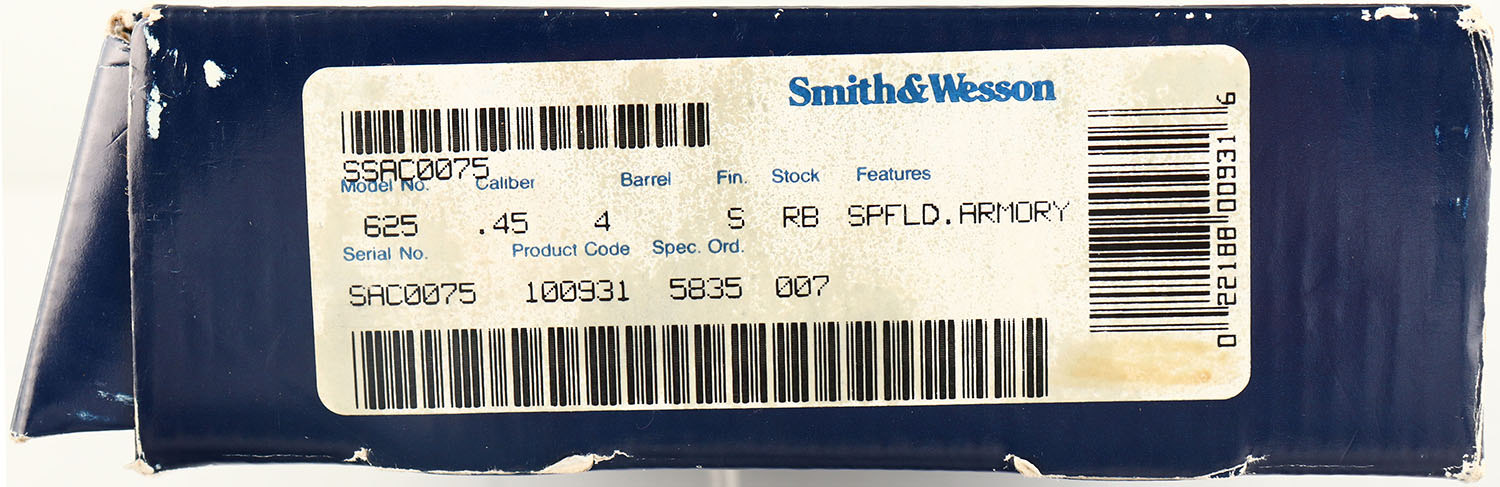 Smith&Wesson
SSAC0075
Model No. Caliber Barrel Fin. Stock Features
625 .45 4 S RB SPFLD.ARMORY
Serial No. Product Code Spec. Ord.
SAC0075 100931 5835 007
0 22188 00931 6